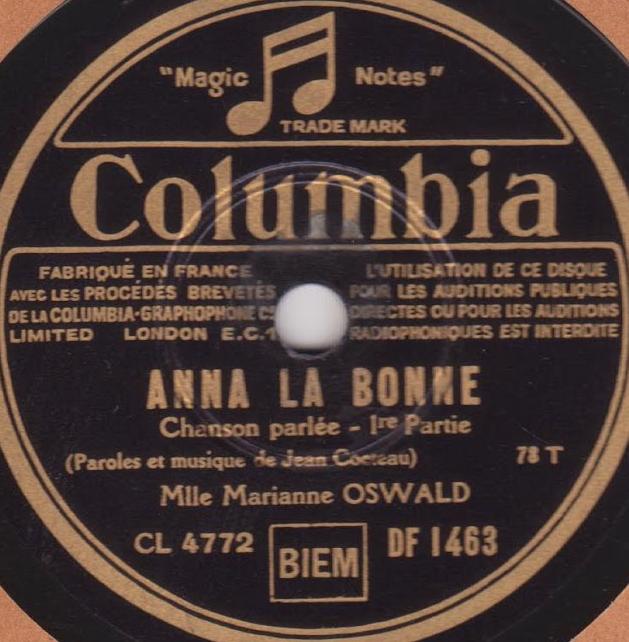 "Magic Notes"
TRADE MARK
Columbia
FABRIQUÉ EN FRANCE
AVEC LES PROCÉDÉS BREVETÉS
DE LA COLUMBIA-GRAPHOPHONE Cº
LIMITED LONDON E.C.1
L'UTILISATION DE CE DISQUE
POUR LES AUDITIONS PUBLIQUES
DIRECTES OU POUR LES AUDITIONS
RADIOPHONIQUES EST INTERDITE
ANNA LA BONNE
Chanson parlée - 1re Partie
(Paroles et musique de Jean Cocteau) 78 T
Mlle Marianne OSWALD
CL 4772 BIEM DF 1463